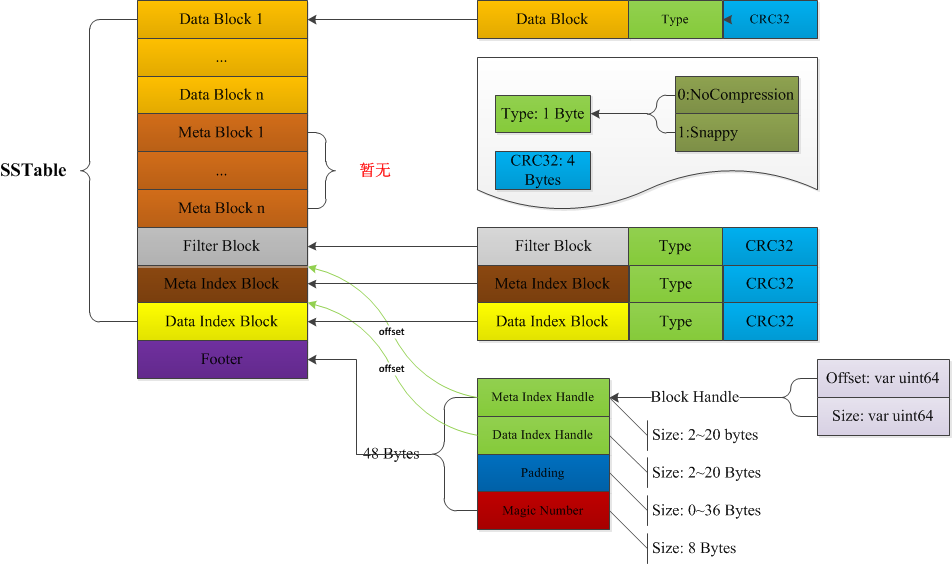 SSTable
Data Block 1
...
Data Block n
Meta Block 1
...
Meta Block n
暂无
Filter Block
Meta Index Block
Data Index Block
Footer
Data Block
Type
CRC32
Type: 1 Byte
0:NoCompression
1:Snappy
CRC32: 4
Bytes
Filter Block
Type
CRC32
Meta Index Block
Type
CRC32
Data Index Block
Type
CRC32
offset
offset
48 Bytes
Meta Index Handle
Data Index Handle
Padding
Magic Number
Block Handle
Offset: var uint64
Size: var uint64
Size: 2~20 bytes
Size: 2~20 Bytes
Size: 0~36 Bytes
Size: 8 Bytes